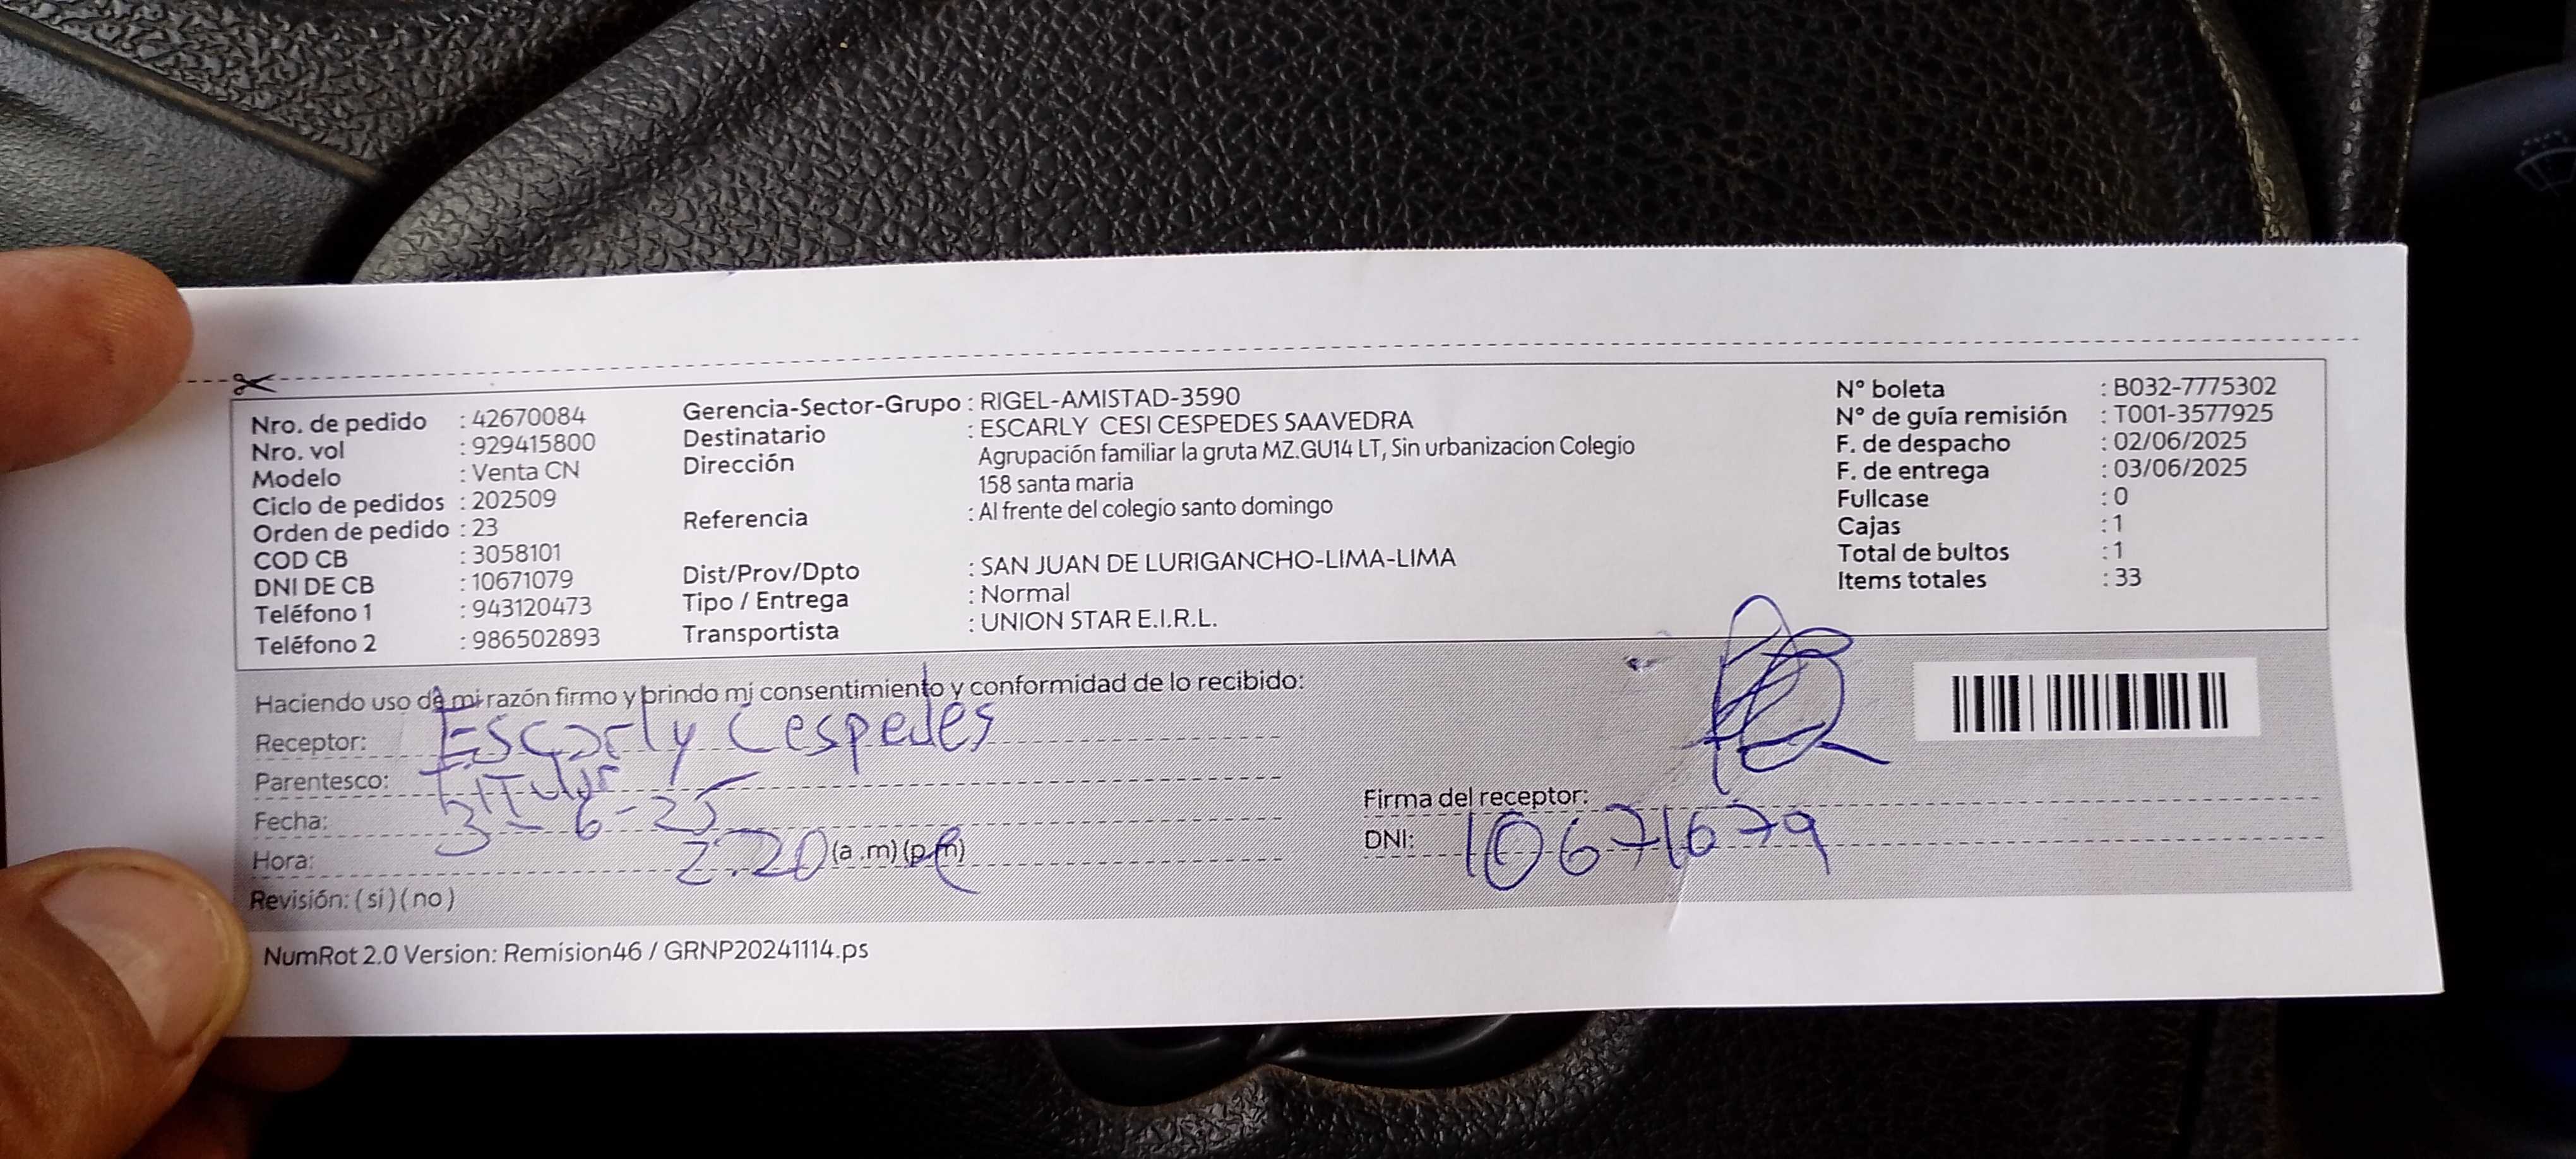 Nro. de pedido : 42670084
Nro. vol : 929415800
Modelo : Venta CN
Ciclo de pedidos : 202509
Orden de pedido : 23
COD CB : 3058101
DNI DE CB : 10671079
Teléfono 1 : 943120473
Teléfono 2 : 986502893
Gerencia-Sector-Grupo : RIGEL-AMISTAD-3590
Destinatario : ESCARLY CESI CESPEDES SAAVEDRA
Dirección Agrupación familiar la gruta MZ.GU14 LT, Sin urbanizacion Colegio
158 santa maria
Referencia : Al frente del colegio santo domingo
Dist/Prov/Dpto : SAN JUAN DE LURIGANCHO-LIMA-LIMA
Tipo / Entrega : Normal
Transportista : UNION STAR E.I.R.L.
N° boleta : B032-7775302
N° de guía remisión : T001-3577925
F. de despacho : 02/06/2025
F. de entrega : 03/06/2025
Fullcase : 0
Cajas : 1
Total de bultos : 1
Items totales : 33
Haciendo uso de mi razón firmo y brindo mi consentimiento y conformidad de lo recibido:
Receptor: Escarly Cespedes
Parentesco: TITular
Fecha: 3-6-25
Hora: 2:20 (a .m) (p.m)
Revisión: ( si ) ( no )
Firma del receptor:
DNI: 10671079
NumRot 2.0 Version: Remision46 / GRNP20241114.ps